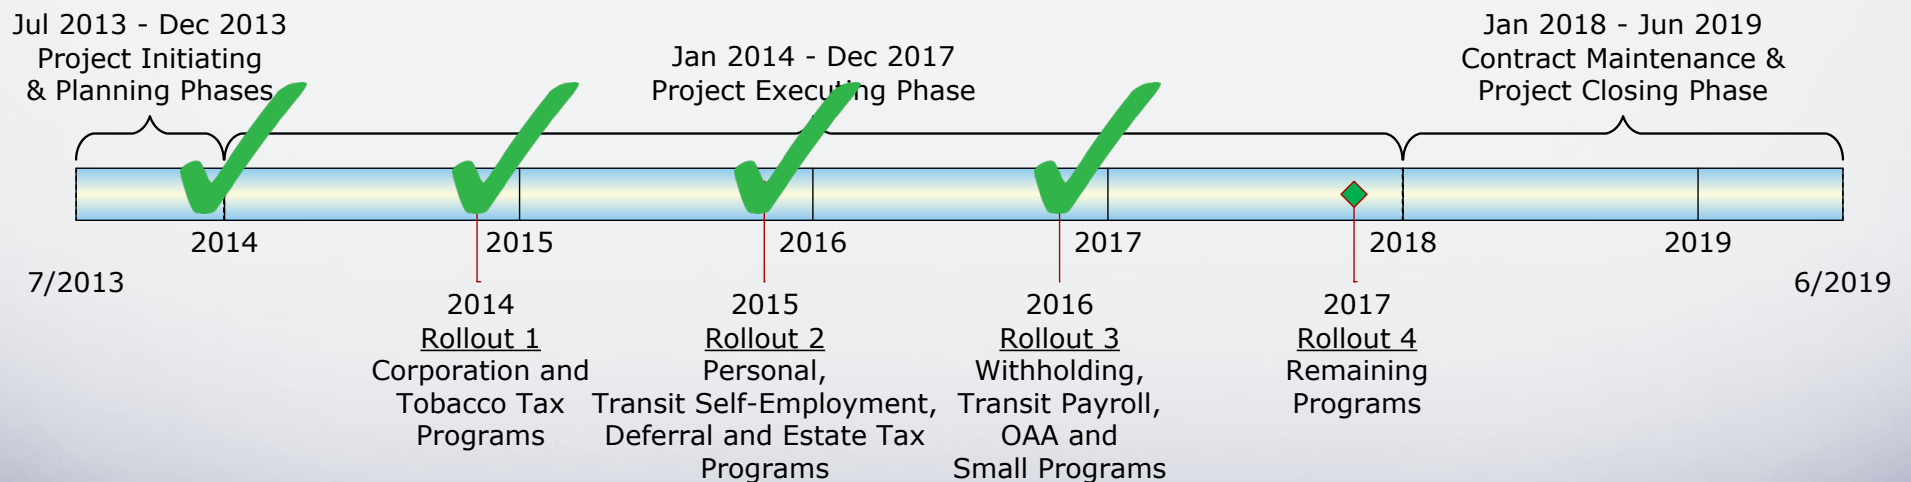 Jul 2013 - Dec 2013
Project Initiating
& Planning Phases
Jan 2014 - Dec 2017
Project Executing Phase
Jan 2018 - Jun 2019
Contract Maintenance &
Project Closing Phase
2014
2015
2016
2017
2018
2019
7/2013
6/2019
2014
Rollout 1
Corporation and
Tobacco Tax
Programs
2015
Rollout 2
Personal,
Transit Self-Employment,
Deferral and Estate Tax
Programs
2016
Rollout 3
Withholding,
Transit Payroll,
OAA and
Small Programs
2017
Rollout 4
Remaining
Programs